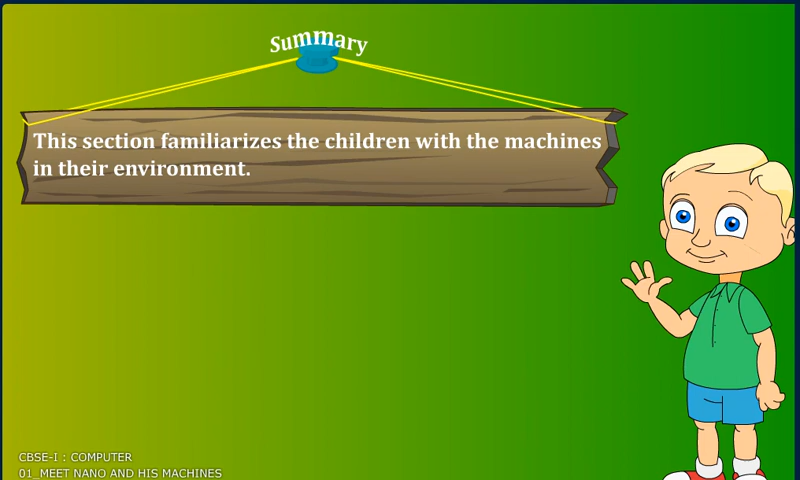 Summary
This section familiarizes the children with the machines
in their environment.
CBSE-I : COMPUTER
01_MEET NANO AND HIS MACHINES